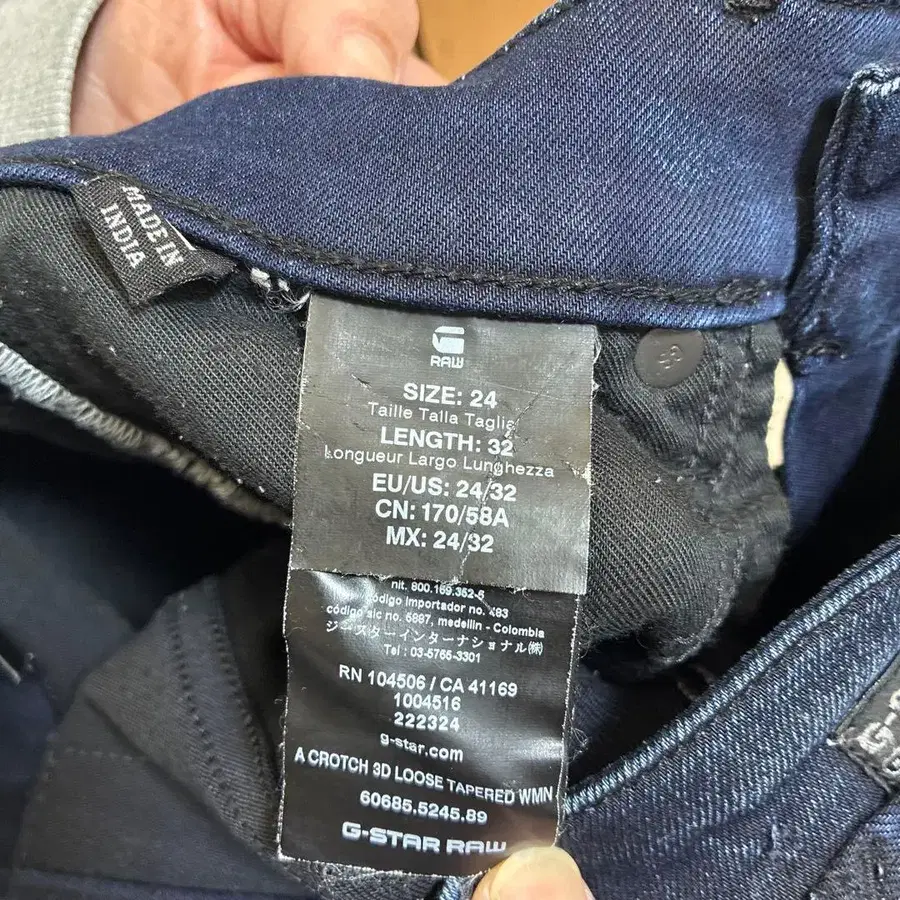 MADE IN
INDIA
RAW
SIZE: 24
Taille Talla Taglia
LENGTH: 32
Longueur Largo Lunghezza
EU/US: 24/32
CN: 170/58A
MX: 24/32
nit. 800.169.352-5
código importador no. 493
código sic no. 5887, medellin - Colombia
ジースターインターナショナル㈱
Tel : 03-5765-3301
RN 104506 / CA 41169
1004516
222324
g-star.com
A CROTCH 3D LOOSE TAPERED WMN
60685.5245.89
G-STAR RAW